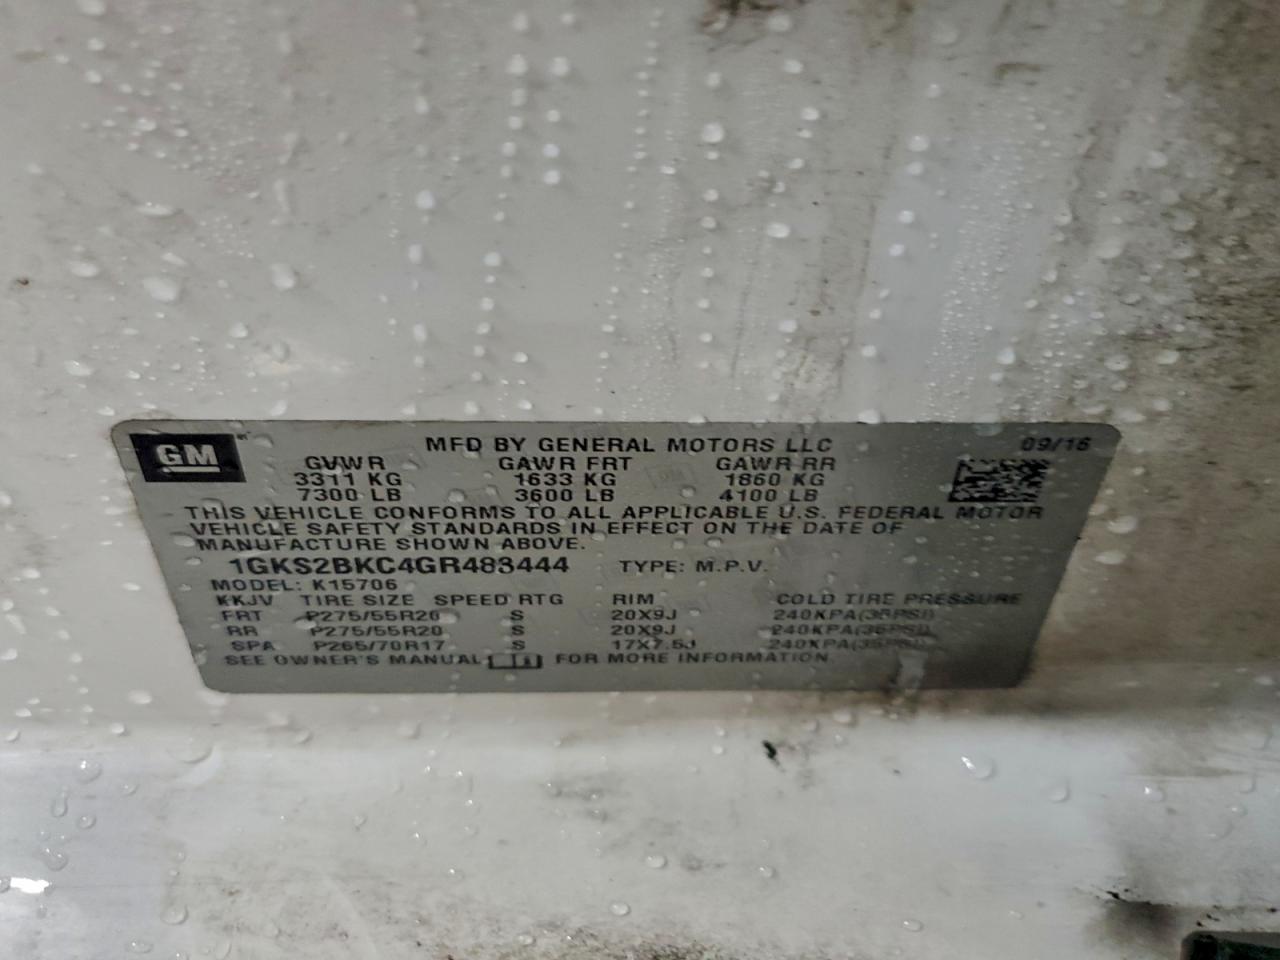 GM
MFD BY GENERAL MOTORS LLC 09/16
GVWR GAWR FRT GAWR RR
3311 KG 1633 KG 1860 KG
7300 LB 3600 LB 4100 LB
THIS VEHICLE CONFORMS TO ALL APPLICABLE U.S. FEDERAL MOTOR
VEHICLE SAFETY STANDARDS IN EFFECT ON THE DATE OF
MANUFACTURE SHOWN ABOVE.
1GKS2BKC4GR483444 TYPE: M.P.V.
MODEL: K15706
KKJV TIRE SIZE SPEED RTG RIM COLD TIRE PRESSURE
FRT P275/55R20 S 20X9J 240KPA(35PSI)
RR P275/55R20 S 20X9J 240KPA(35PSI)
SPA P265/70R17 S 17X7.5J 240KPA(35PSI)
SEE OWNER'S MANUAL FOR MORE INFORMATION